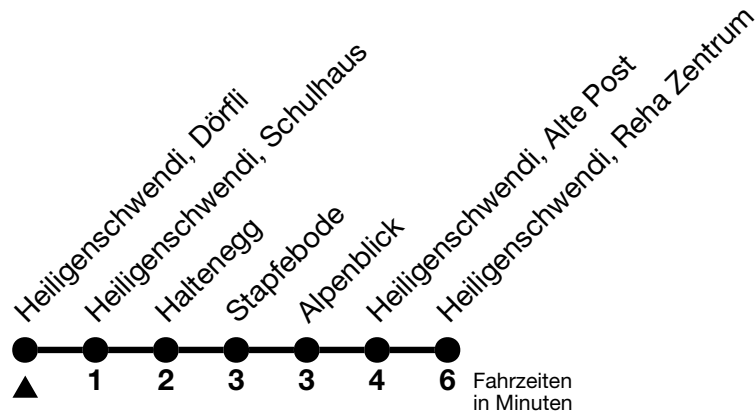 Heiligenschwendi, Dörfli
Heiligenschwendi, Schulhaus
Haltenegg
Stapfebode
Alpenblick
Heiligenschwendi, Alte Post
Heiligenschwendi, Reha Zentrum
1 2 3 3 4 6 Fahrzeiten
in Minuten